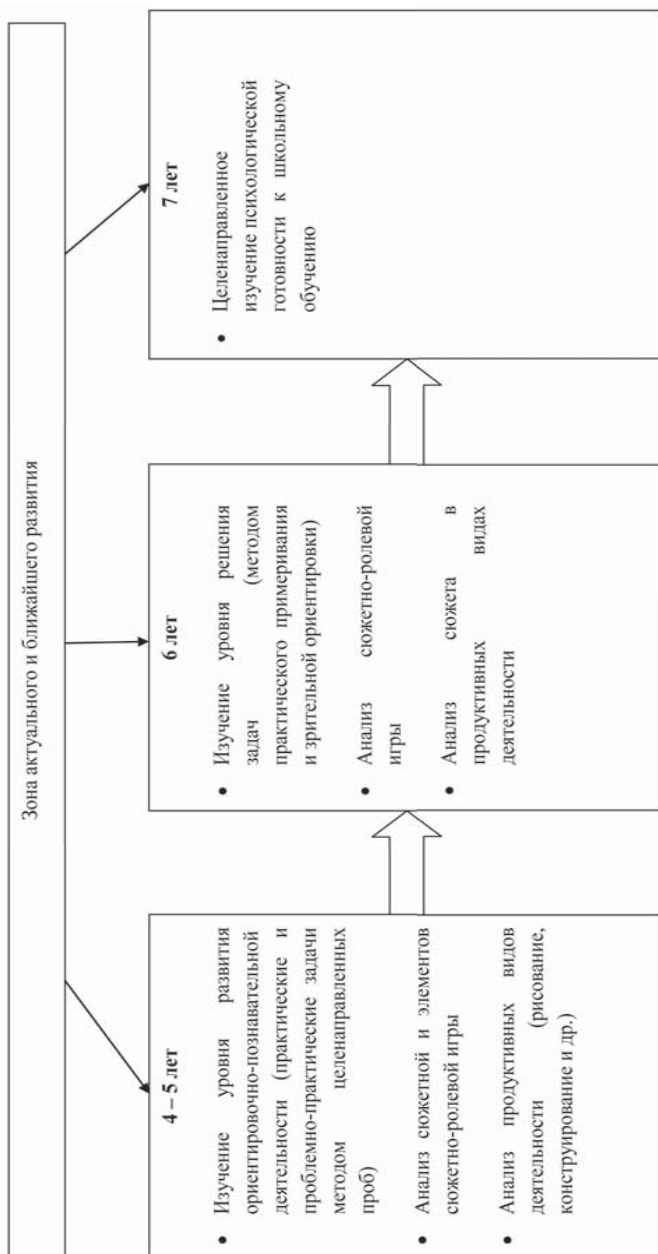 Зона актуального и ближайшего развития
4 – 5 лет
• Изучение уровня развития
ориентировочно-познавательной
деятельности (практические и
проблемно-практические задачи
методом целенаправленных
проб)
• Анализ сюжетной и элементов
сюжетно-ролевой игры
• Анализ продуктивных видов
деятельности (рисование,
конструирование и др.)
6 лет
• Изучение уровня решения
задач (методом
практического примеривания
и зрительной ориентировки)
• Анализ сюжетно-ролевой
игры
• Анализ сюжета в
продуктивных видах
деятельности
7 лет
• Целенаправленное
изучение психологической
готовности к школьному
обучению